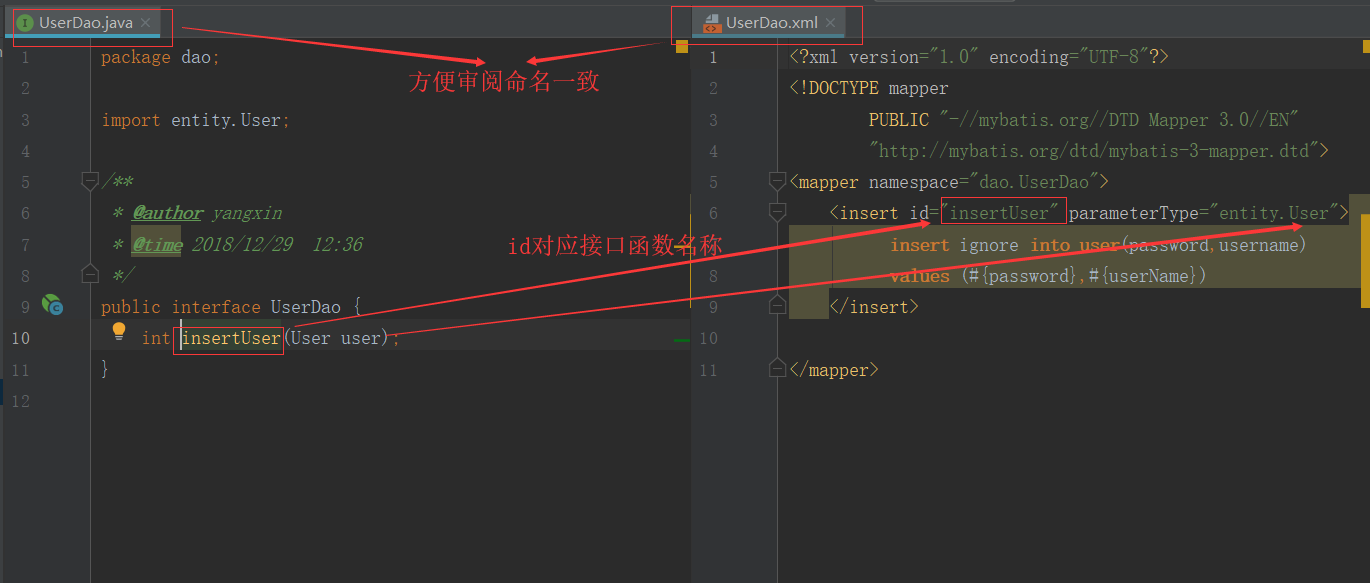 UserDao.java
UserDao.xml
方便审阅命名一致
1 package dao;
2
3 import entity.User;
4
5 /**
6 * @author yangxin
7 * @time 2018/12/29  12:36
8 */
9 public interface UserDao {
10 int insertUser(User user);
11 }
12
id对应接口函数名称
1 <?xml version="1.0" encoding="UTF-8"?>
2 <!DOCTYPE mapper
3 PUBLIC "-//mybatis.org//DTD Mapper 3.0//EN"
4 "http://mybatis.org/dtd/mybatis-3-mapper.dtd">
5 <mapper namespace="dao.UserDao">
6 <insert id="insertUser" parameterType="entity.User">
insert ignore into user(password,username)
8 values (#{password},#{userName})
9 </insert>
10
11 </mapper>